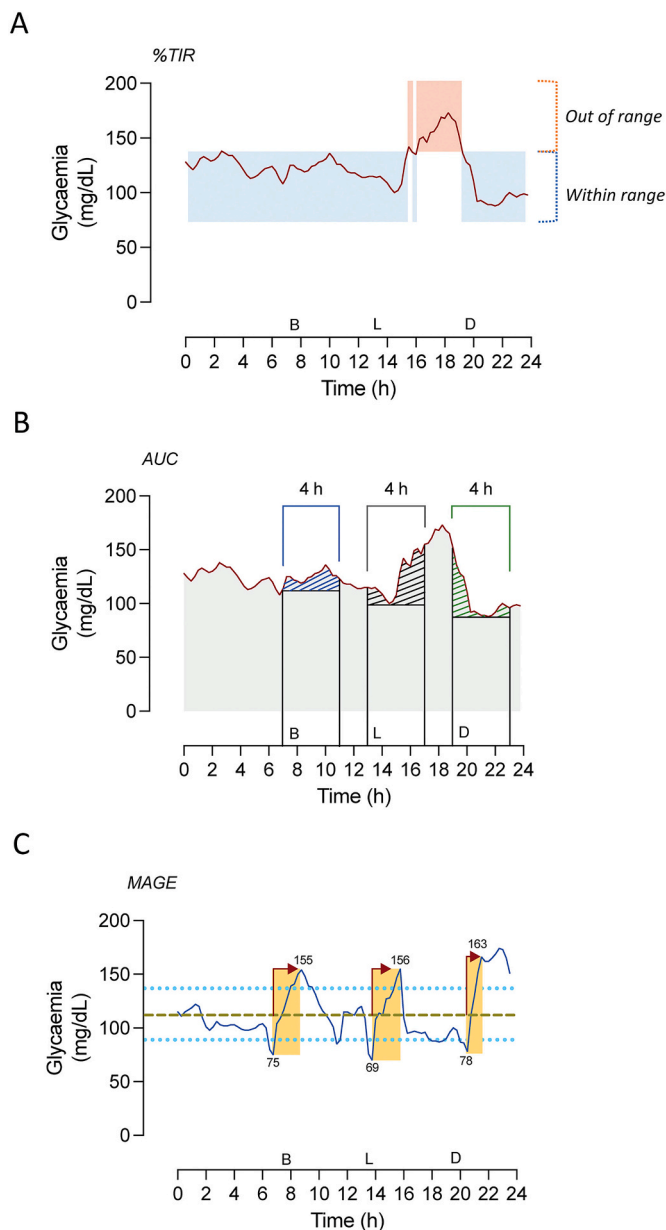 A
%TIR
200
150
100
50
0
Glycaemia
(mg/dL)
Out of range
Within range
B L D
0 2 4 6 8 10 12 14 16 18 20 22 24
Time (h)
B
AUC
4 h 4 h 4 h
200
150
100
50
0
Glycaemia
(mg/dL)
B L D
0 2 4 6 8 10 12 14 16 18 20 22 24
Time (h)
C
MAGE
200
150
100
50
0
Glycaemia
(mg/dL)
155 156 163
75 69 78
B L D
0 2 4 6 8 10 12 14 16 18 20 22 24
Time (h)